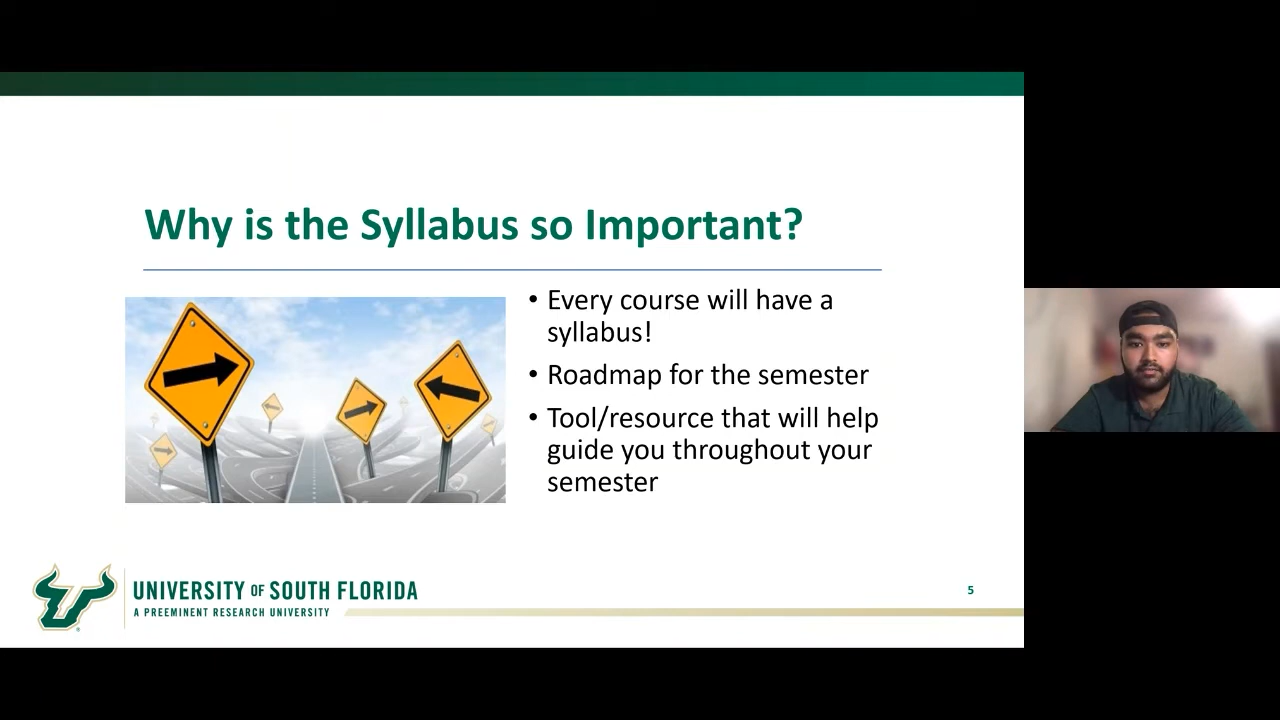 Why is the Syllabus so Important?
• Every course will have a
syllabus!
• Roadmap for the semester
• Tool/resource that will help
guide you throughout your
semester
UNIVERSITY OF SOUTH FLORIDA
A PREEMINENT RESEARCH UNIVERSITY
5